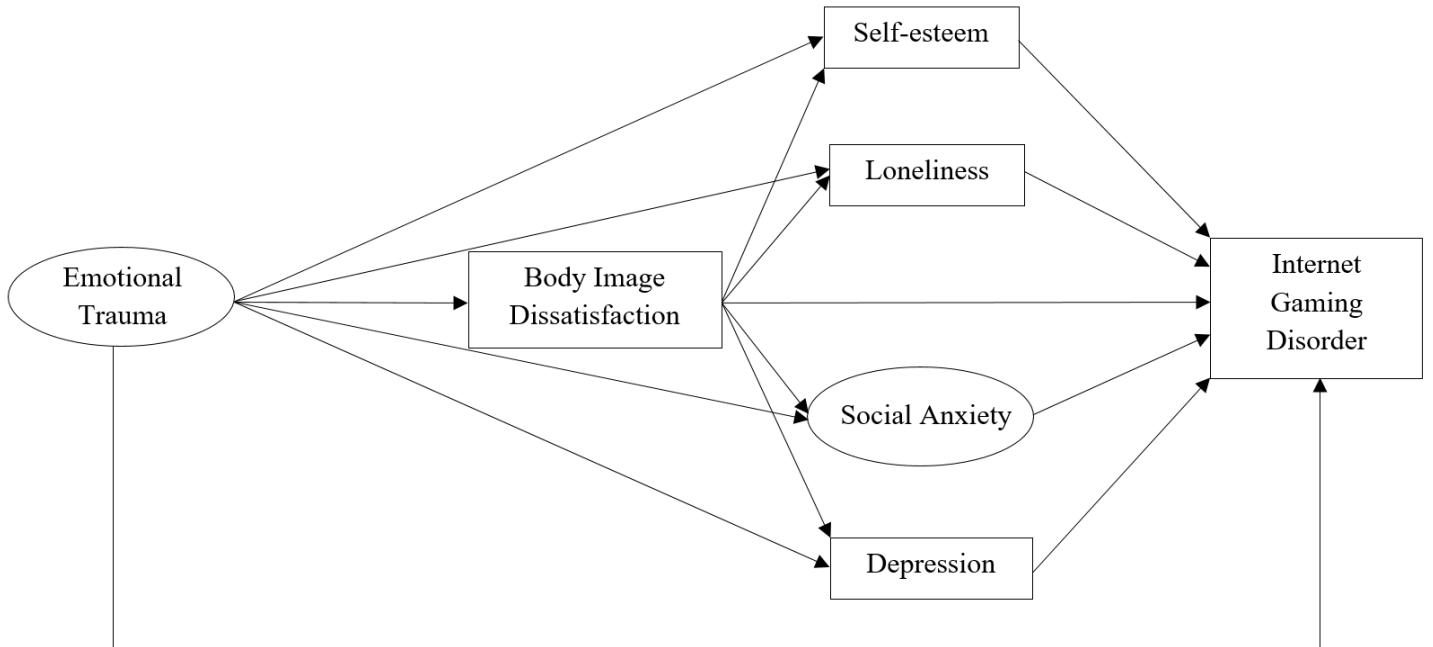 Self-esteem
Loneliness
Emotional
Trauma
Body Image
Dissatisfaction
Internet
Gaming
Disorder
Social Anxiety
Depression